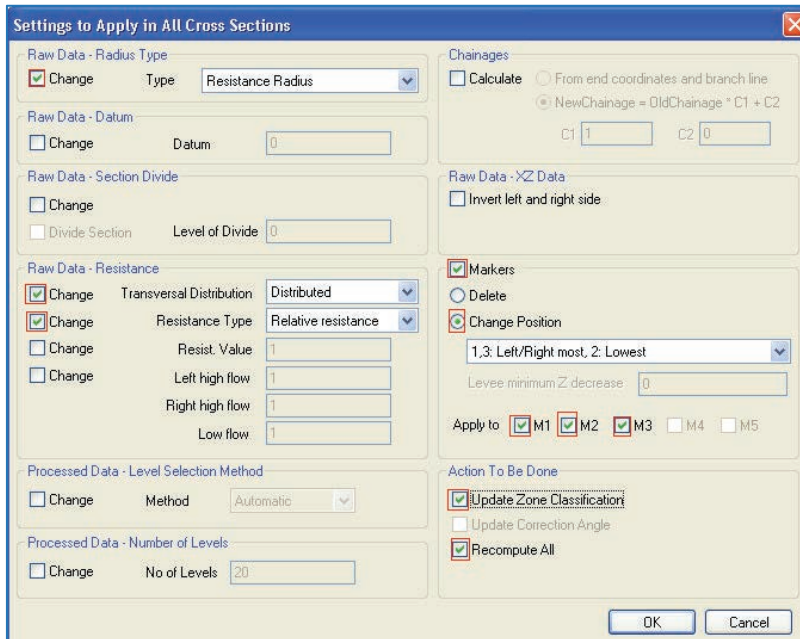 Settings to Apply in All Cross Sections
Raw Data - Radius Type
Change Type Resistance Radius
Raw Data - Datum
Change Datum 0
Raw Data - Section Divide
Change
Divide Section Level of Divide 0
Raw Data - Resistance
Change Transversal Distribution Distributed
Change Resistance Type Relative resistance
Change Resist. Value 1
Change Left high flow 1
Right high flow 1
Low flow 1
Processed Data - Level Selection Method
Change Method Automatic
Processed Data - Number of Levels
Change No of Levels 20
Chainages
Calculate From end coordinates and branch line
NewChainage = OldChainage * C1 + C2
C1 1 C2 0
Raw Data - XZ Data
Invert left and right side
Markers
Delete
Change Position
1,3: Left/Right most, 2: Lowest
Levee minimum Z decrease 0
Apply to M1 M2 M3 M4 M5
Action To Be Done
Update Zone Classification
Update Correction Angle
Recompute All
OK Cancel